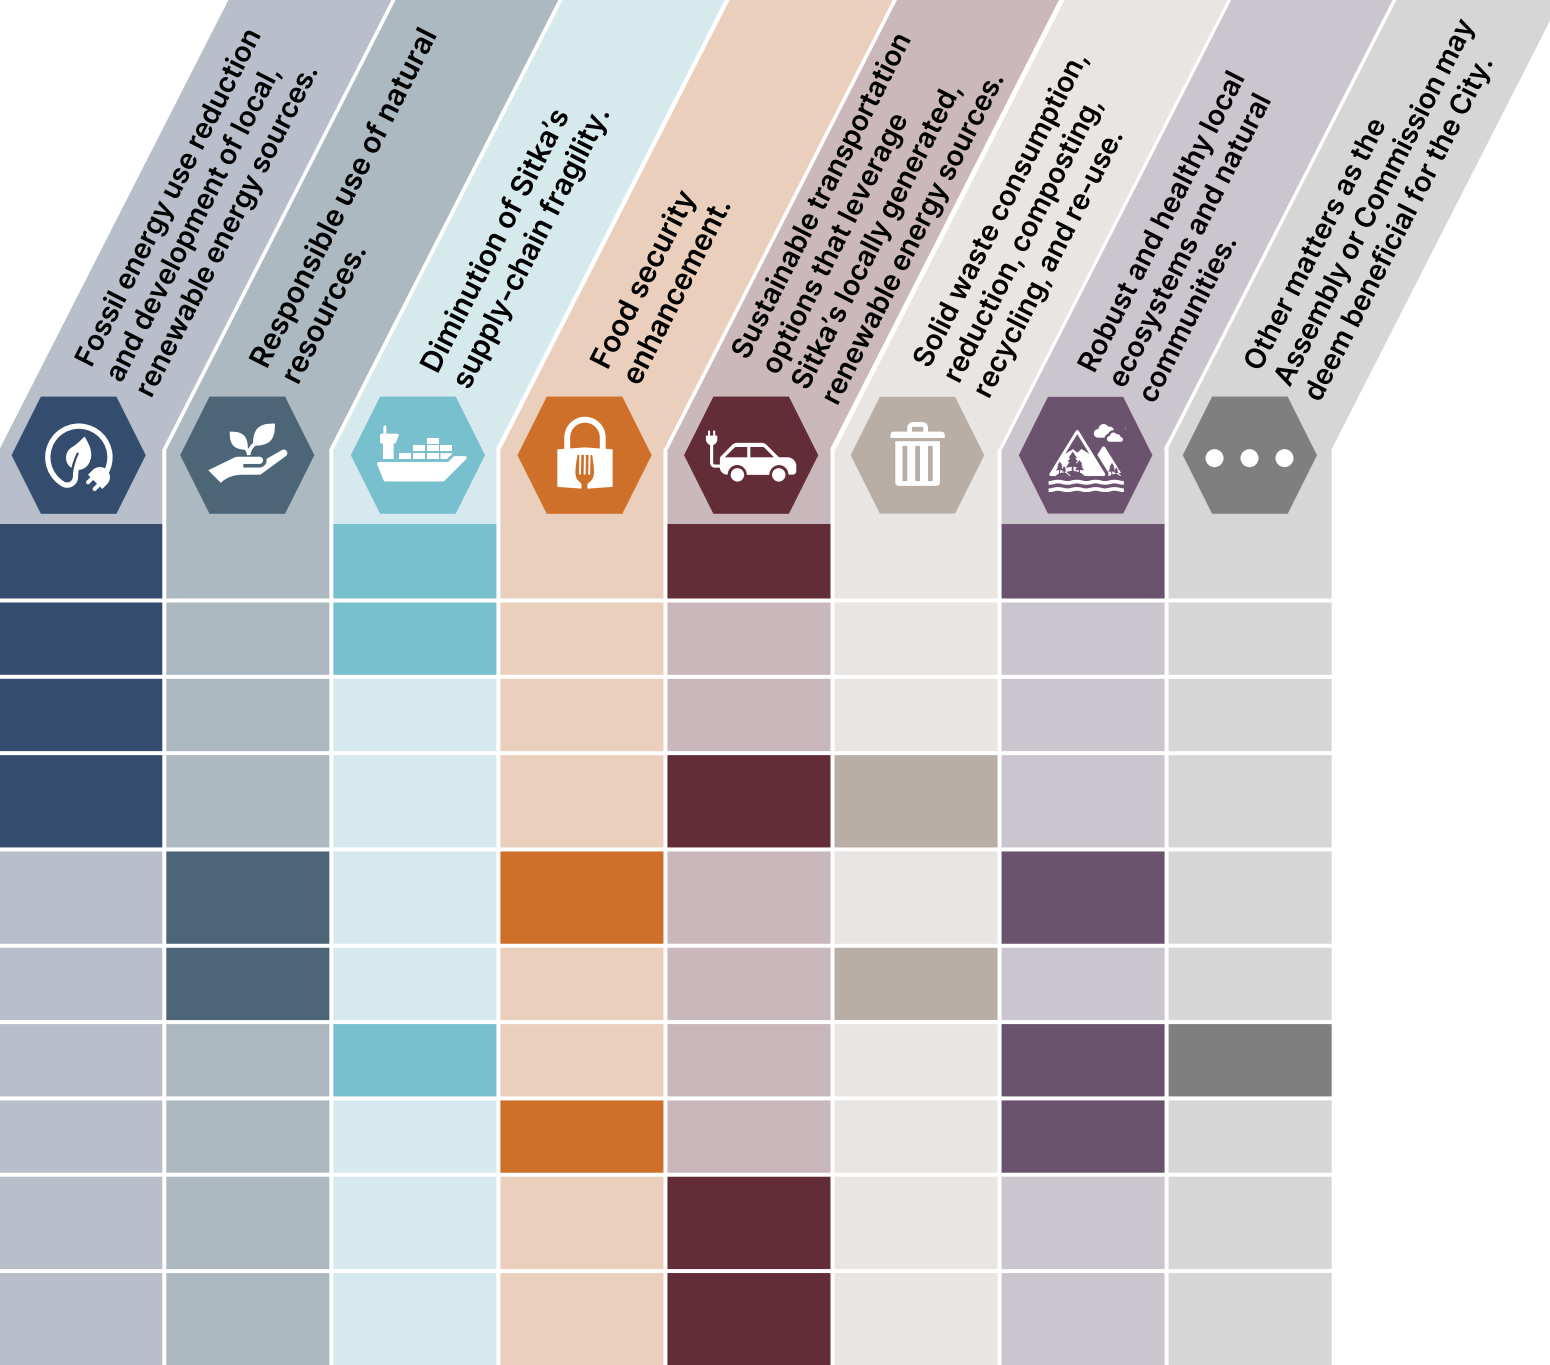 Fossil energy use reduction
and development of local,
renewable energy sources.
Responsible use of natural
resources.
Diminution of Sitka's
supply-chain fragility.
Food security
enhancement.
Sustainable transportation
options that leverage
Sitka's locally generated,
renewable energy sources.
Solid waste consumption,
reduction, composting,
recycling, and re-use.
Robust and healthy local
ecosystems and natural
communities.
Other matters as the
Assembly or Commission may
deem beneficial for the City.